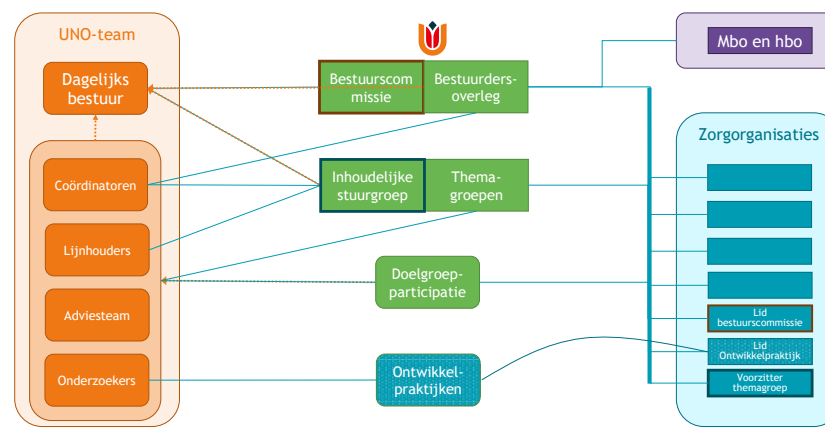 UNO-team
Dagelijks
bestuur
Coördinatoren
Lijnhouders
Adviesteam
Onderzoekers
Bestuurscom
missie
Bestuurders-
overleg
Inhoudelijke
stuurgroep
Thema-
groepen
Doelgroep-
participatie
Ontwikkel-
praktijken
Mbo en hbo
Zorgorganisaties
Lid
bestuurscommissie
Lid
Ontwikkelpraktijk
Voorzitter
themagroep